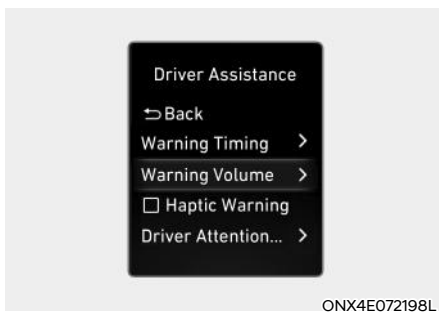 Driver Assistance
Back
Warning Timing >
Warning Volume >
Haptic Warning
Driver Attention... >
ONX4E072198L